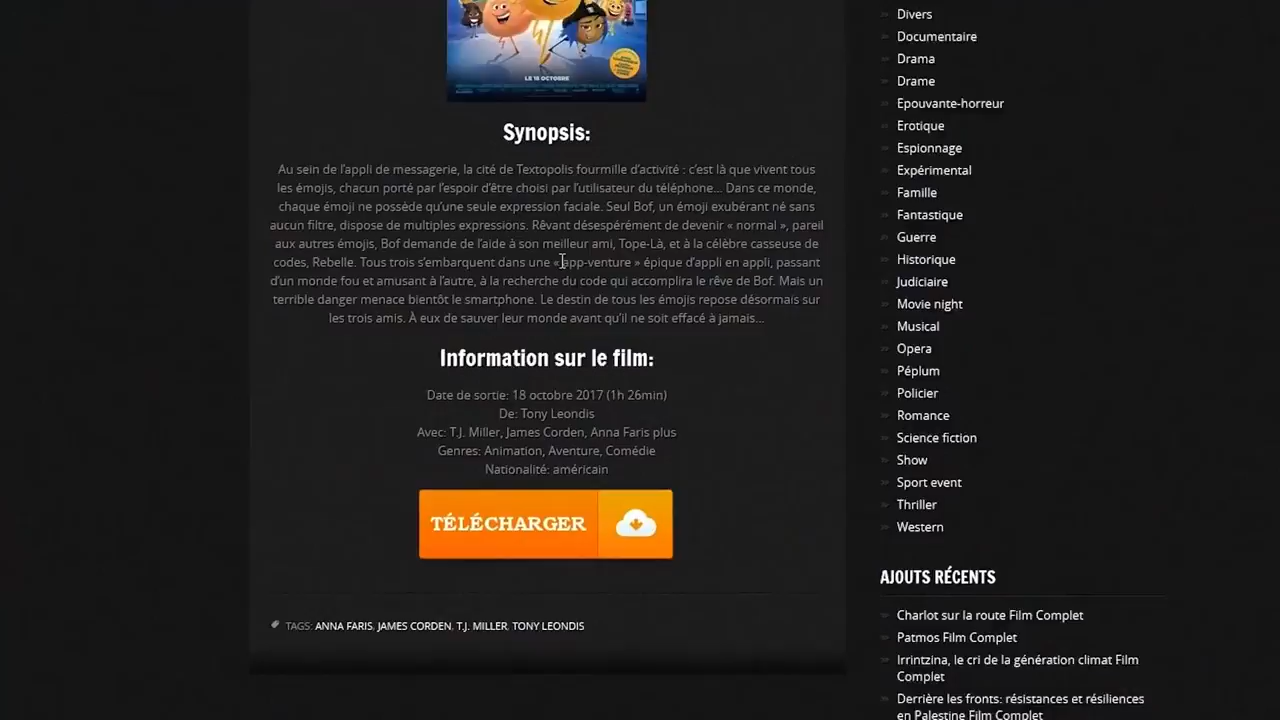 LE 18 OCTOBRE
Synopsis:
Au sein de l'appli de messagerie, la cité de Textopolis fourmille d'activité : c'est là que vivent tous
les émojis, chacun porté par l'espoir d'être choisi par l'utilisateur du téléphone... Dans ce monde,
chaque émoji ne possède qu'une seule expression faciale. Seul Bof, un émoji exubérant né sans
aucun filtre, dispose de multiples expressions. Rêvant désespérément de devenir « normal », pareil
aux autres émojis, Bof demande de l'aide à son meilleur ami, Tope-Là, et à la célèbre casseuse de
codes, Rebelle. Tous trois s'embarquent dans une « app-venture » épique d'appli en appli, passant
d'un monde fou et amusant à l'autre, à la recherche du code qui accomplira le rêve de Bof. Mais un
terrible danger menace bientôt le smartphone. Le destin de tous les émojis repose désormais sur
les trois amis. À eux de sauver leur monde avant qu'il ne soit effacé à jamais...
Information sur le film:
Date de sortie: 18 octobre 2017 (1h 26min)
De: Tony Leondis
Avec: T.J. Miller, James Corden, Anna Faris plus
Genres: Animation, Aventure, Comédie
Nationalité: américain
TÉLÉCHARGER
TAGS: ANNA FARIS, JAMES CORDEN, T.J. MILLER, TONY LEONDIS
Divers
Documentaire
Drama
Drame
Epouvante-horreur
Erotique
Espionnage
Expérimental
Famille
Fantastique
Guerre
Historique
Judiciaire
Movie night
Musical
Opera
Péplum
Policier
Romance
Science fiction
Show
Sport event
Thriller
Western
AJOUTS RÉCENTS
Charlot sur la route Film Complet
Patmos Film Complet
Irrintzina, le cri de la génération climat Film
Complet
Derrière les fronts: résistances et résiliences
en Palestine Film Complet